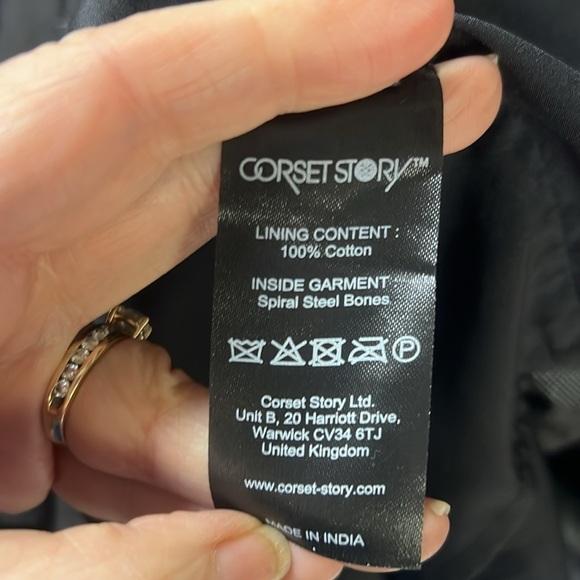 CORSET STORY™
LINING CONTENT :
100% Cotton
INSIDE GARMENT
Spiral Steel Bones
P
Corset Story Ltd.
Unit B, 20 Harriott Drive,
Warwick CV34 6TJ
United Kingdom
www.corset-story.com
MADE IN INDIA